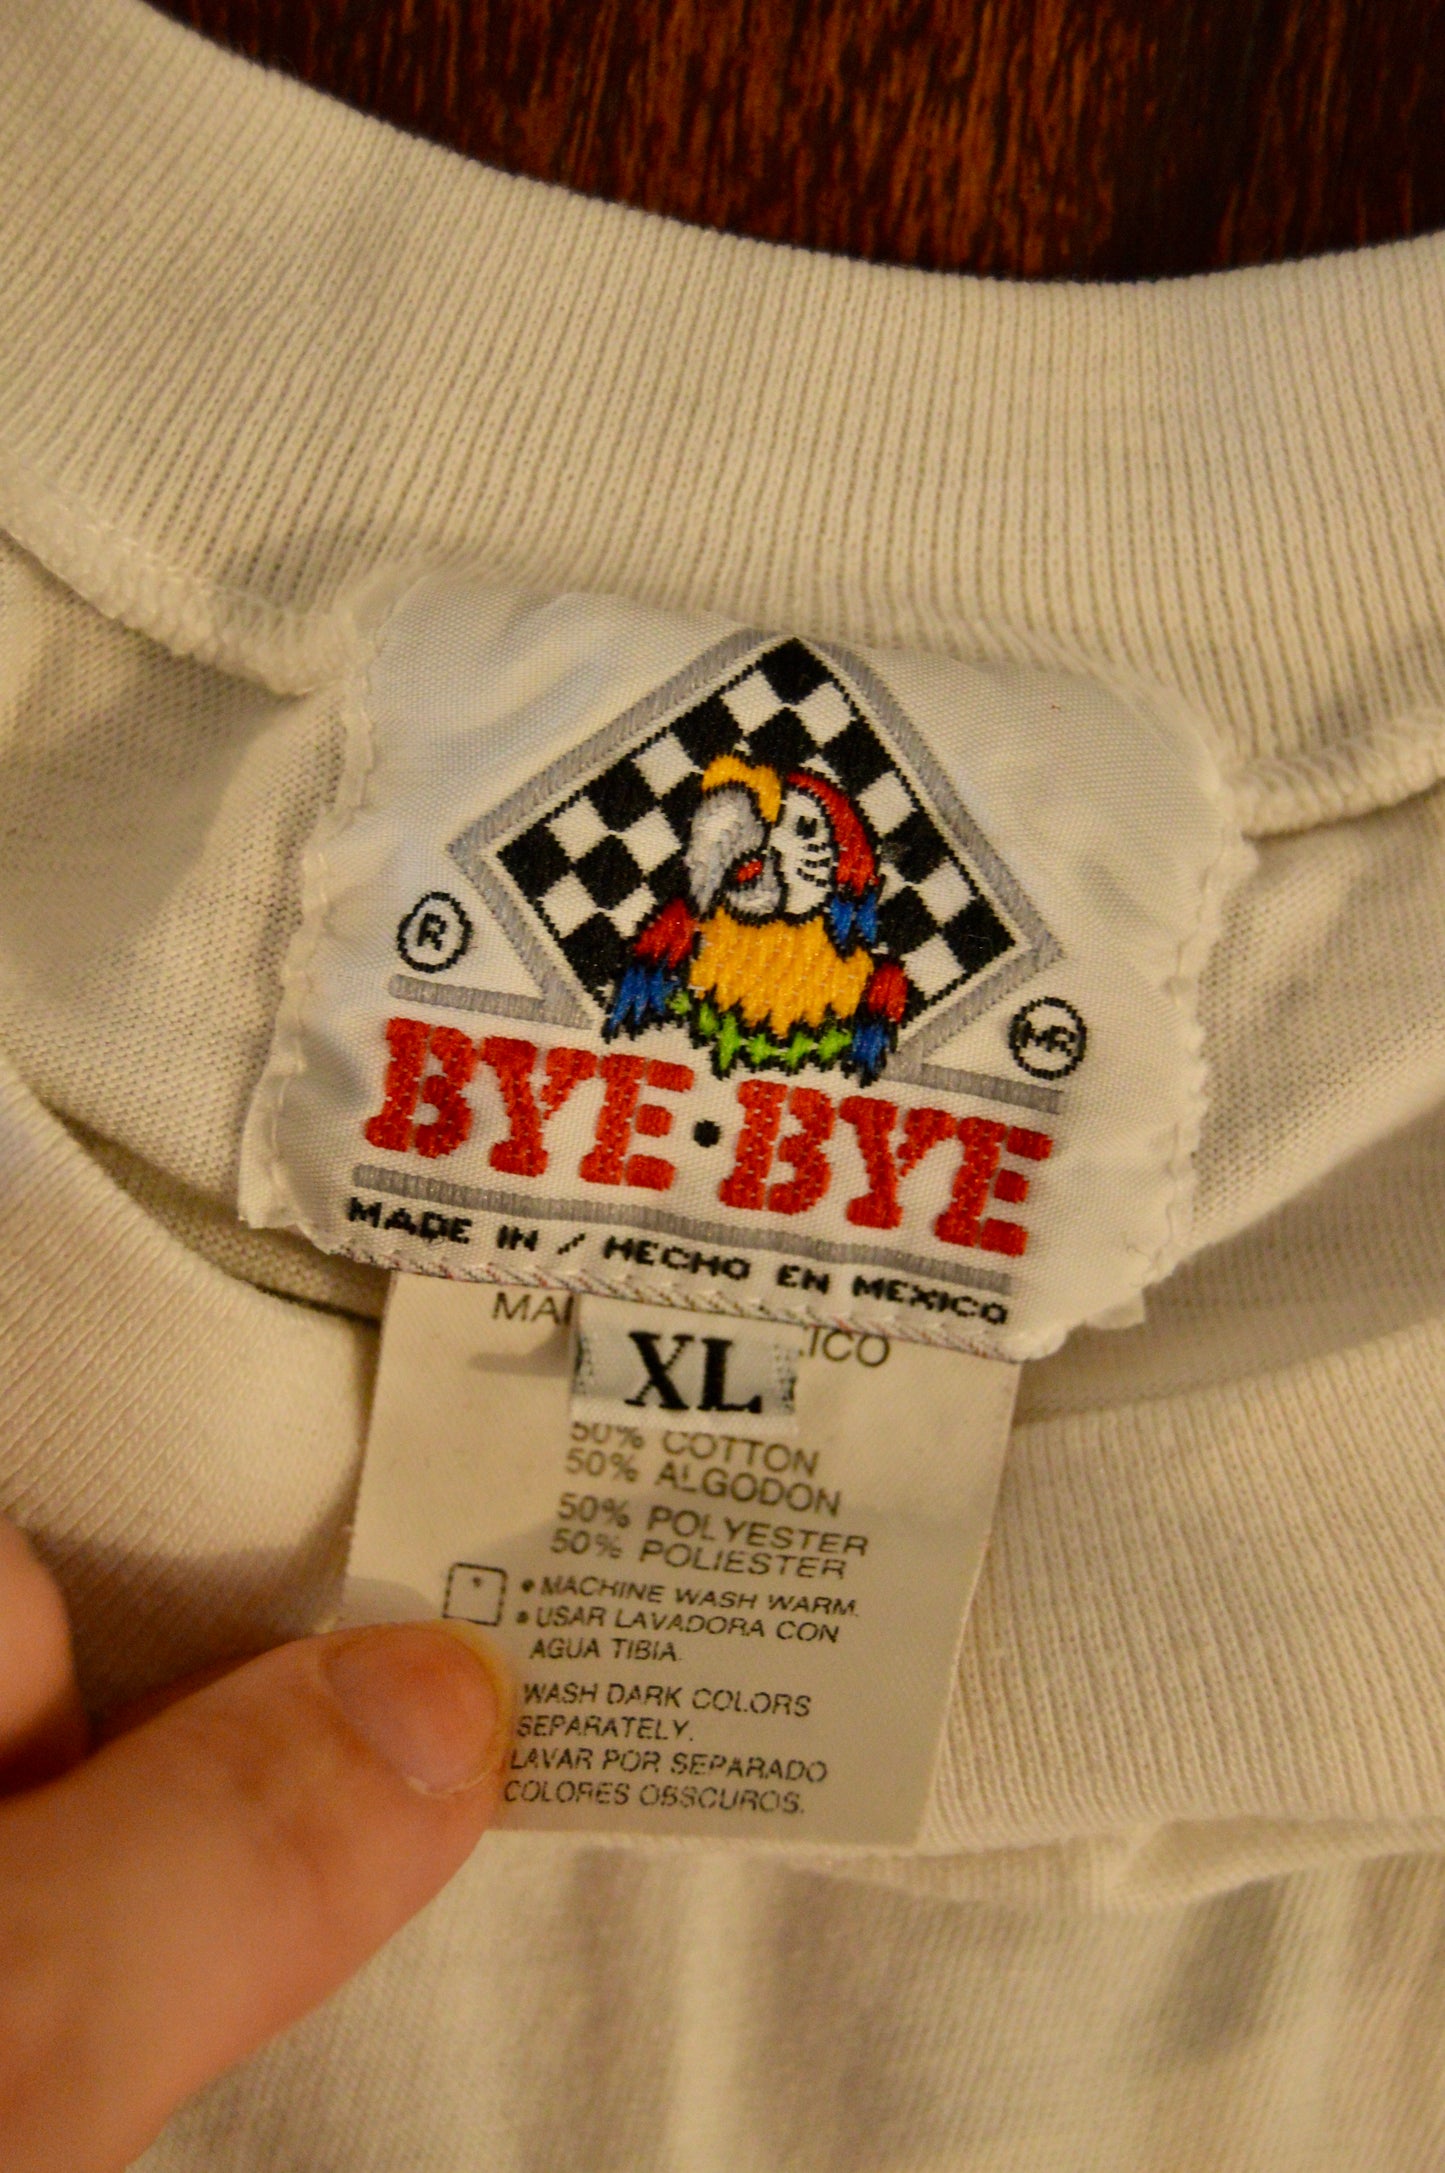 ®
MR
BYE·BYE
MADE IN / HECHO EN MEXICO
XL
50% COTTON
50% ALGODON
50% POLYESTER
50% POLIESTER
• MACHINE WASH WARM.
• USAR LAVADORA CON
AGUA TIBIA.
WASH DARK COLORS
SEPARATELY.
LAVAR POR SEPARADO
COLORES OBSCUROS.